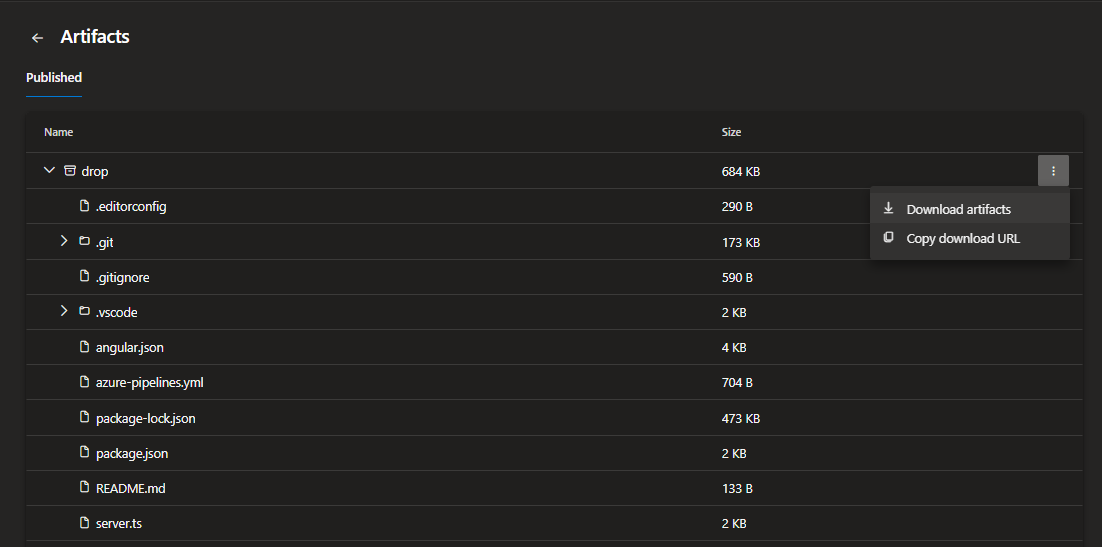 Artifacts
Published
Name Size
drop 684 KB
.editorconfig 290 B
Download artifacts
.git 173 KB
Copy download URL
.gitignore 590 B
.vscode 2 KB
angular.json 4 KB
azure-pipelines.yml 704 B
package-lock.json 473 KB
package.json 2 KB
README.md 133 B
server.ts 2 KB